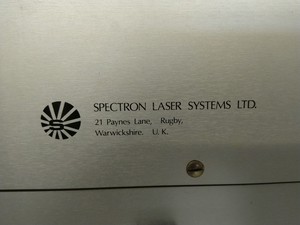 SPECTRON LASER SYSTEMS LTD.
21 Paynes Lane, Rugby,
Warwickshire. U.K.